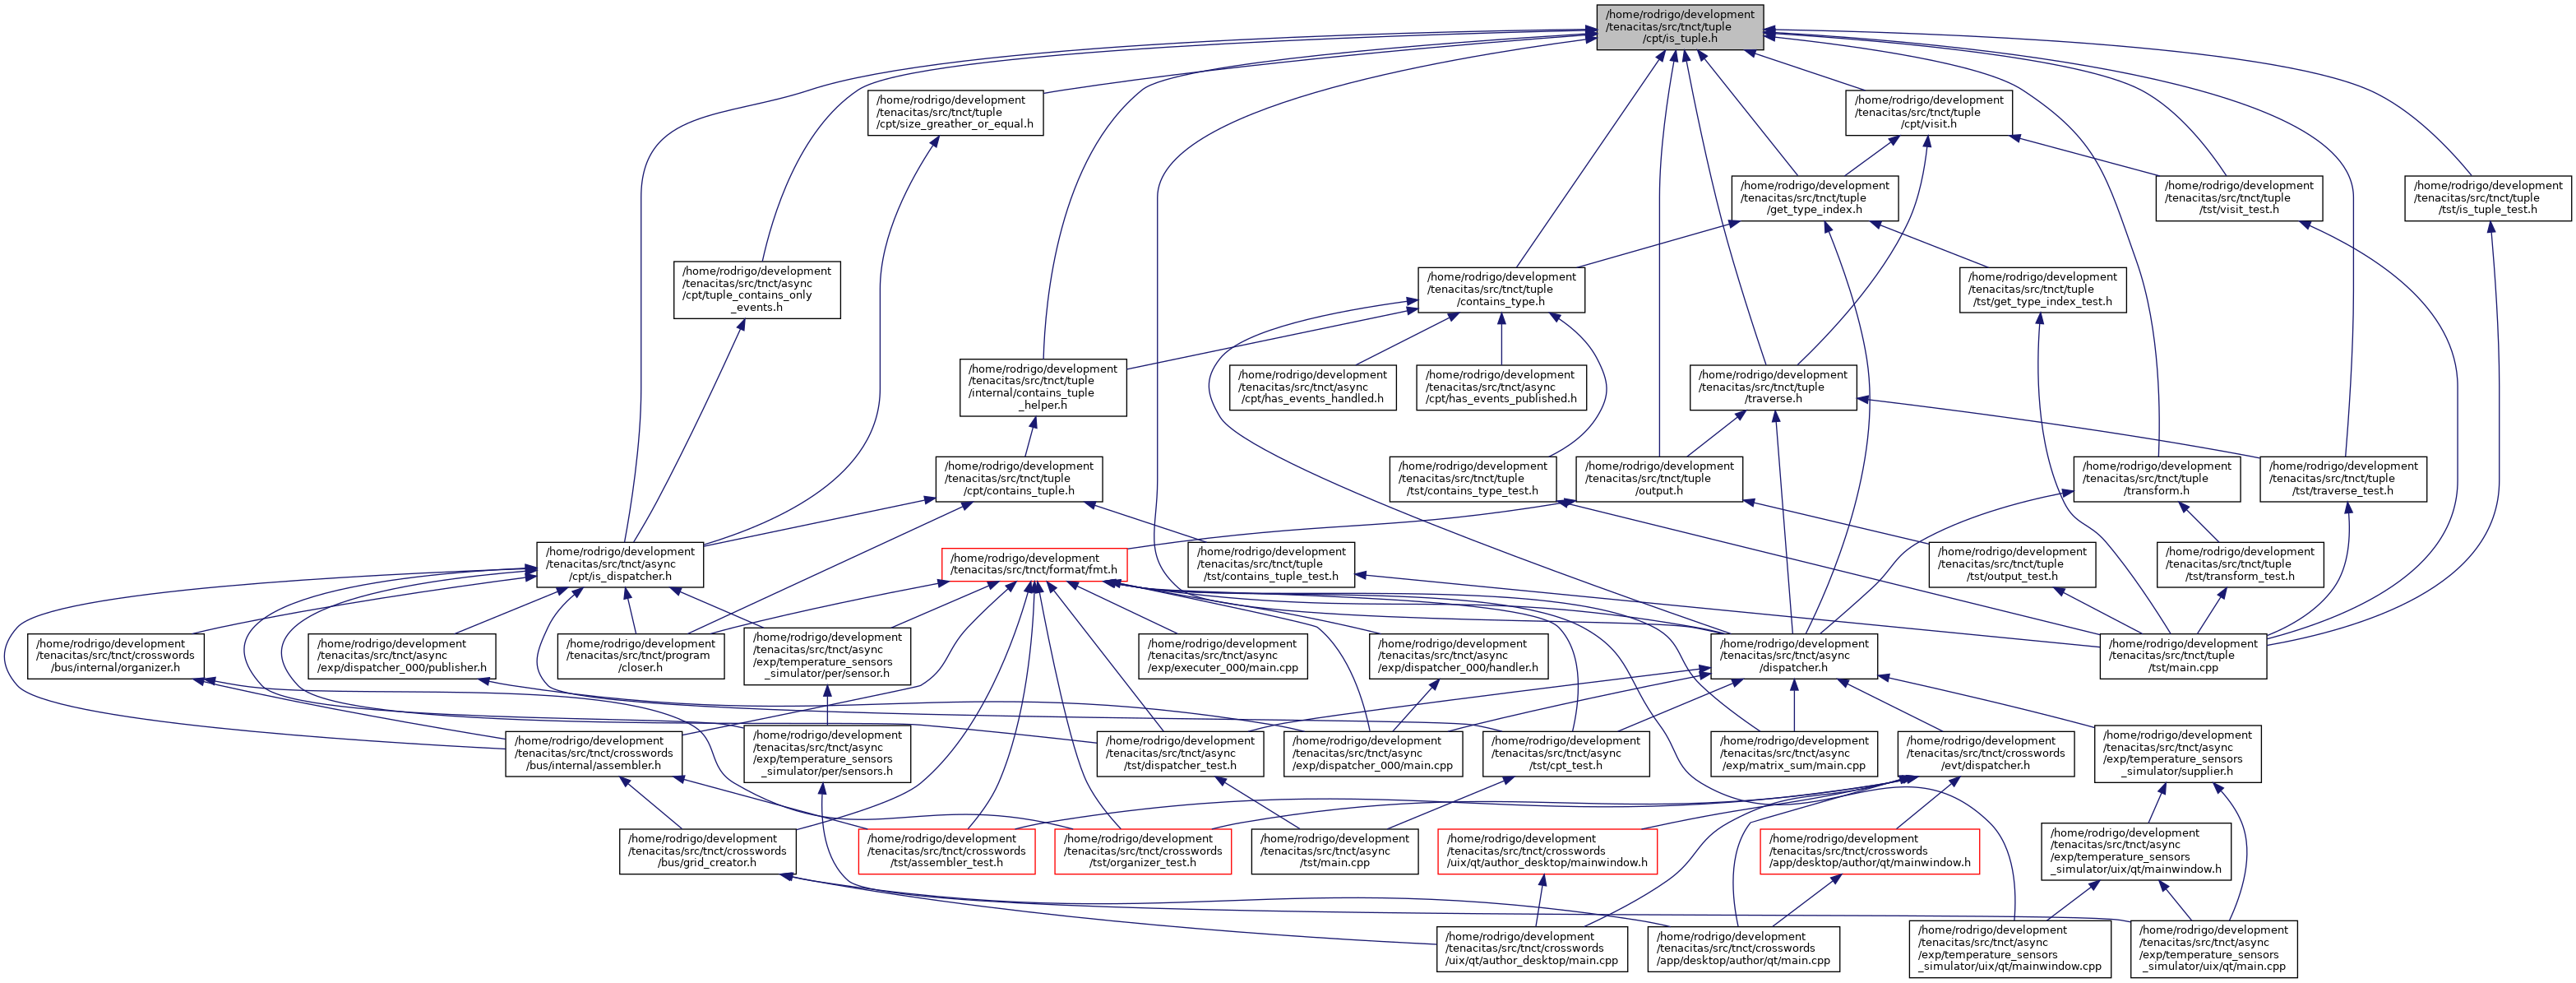 /home/rodrigo/development
/tenacitas/src/tnct/tuple
/cpt/is_tuple.h
/home/rodrigo/development
/tenacitas/src/tnct/tuple
/cpt/size_greather_or_equal.h
/home/rodrigo/development
/tenacitas/src/tnct/tuple
/cpt/visit.h
/home/rodrigo/development
/tenacitas/src/tnct/tuple
/get_type_index.h
/home/rodrigo/development
/tenacitas/src/tnct/tuple
/tst/visit_test.h
/home/rodrigo/development
/tenacitas/src/tnct/tuple
/tst/is_tuple_test.h
/home/rodrigo/development
/tenacitas/src/tnct/async
/cpt/tuple_contains_only
_events.h
/home/rodrigo/development
/tenacitas/src/tnct/tuple
/contains_type.h
/home/rodrigo/development
/tenacitas/src/tnct/tuple
/tst/get_type_index_test.h
/home/rodrigo/development
/tenacitas/src/tnct/tuple
/internal/contains_tuple
_helper.h
/home/rodrigo/development
/tenacitas/src/tnct/async
/cpt/has_events_handled.h
/home/rodrigo/development
/tenacitas/src/tnct/async
/cpt/has_events_published.h
/home/rodrigo/development
/tenacitas/src/tnct/tuple
/traverse.h
/home/rodrigo/development
/tenacitas/src/tnct/tuple
/cpt/contains_tuple.h
/home/rodrigo/development
/tenacitas/src/tnct/tuple
/tst/contains_type_test.h
/home/rodrigo/development
/tenacitas/src/tnct/tuple
/output.h
/home/rodrigo/development
/tenacitas/src/tnct/tuple
/transform.h
/home/rodrigo/development
/tenacitas/src/tnct/tuple
/tst/traverse_test.h
/home/rodrigo/development
/tenacitas/src/tnct/async
/cpt/is_dispatcher.h
/home/rodrigo/development
/tenacitas/src/tnct/format/fmt.h
/home/rodrigo/development
/tenacitas/src/tnct/tuple
/tst/contains_tuple_test.h
/home/rodrigo/development
/tenacitas/src/tnct/tuple
/tst/output_test.h
/home/rodrigo/development
/tenacitas/src/tnct/tuple
/tst/transform_test.h
/home/rodrigo/development
/tenacitas/src/tnct/crosswords
/bus/internal/organizer.h
/home/rodrigo/development
/tenacitas/src/tnct/async
/exp/dispatcher_000/publisher.h
/home/rodrigo/development
/tenacitas/src/tnct/program
/closer.h
/home/rodrigo/development
/tenacitas/src/tnct/async
/exp/temperature_sensors
_simulator/per/sensor.h
/home/rodrigo/development
/tenacitas/src/tnct/async
/exp/executer_000/main.cpp
/home/rodrigo/development
/tenacitas/src/tnct/async
/exp/dispatcher_000/handler.h
/home/rodrigo/development
/tenacitas/src/tnct/async
/dispatcher.h
/home/rodrigo/development
/tenacitas/src/tnct/tuple
/tst/main.cpp
/home/rodrigo/development
/tenacitas/src/tnct/crosswords
/bus/internal/assembler.h
/home/rodrigo/development
/tenacitas/src/tnct/async
/exp/temperature_sensors
_simulator/per/sensors.h
/home/rodrigo/development
/tenacitas/src/tnct/async
/tst/dispatcher_test.h
/home/rodrigo/development
/tenacitas/src/tnct/async
/exp/dispatcher_000/main.cpp
/home/rodrigo/development
/tenacitas/src/tnct/async
/tst/cpt_test.h
/home/rodrigo/development
/tenacitas/src/tnct/async
/exp/matrix_sum/main.cpp
/home/rodrigo/development
/tenacitas/src/tnct/crosswords
/evt/dispatcher.h
/home/rodrigo/development
/tenacitas/src/tnct/async
/exp/temperature_sensors
_simulator/supplier.h
/home/rodrigo/development
/tenacitas/src/tnct/crosswords
/bus/grid_creator.h
/home/rodrigo/development
/tenacitas/src/tnct/crosswords
/tst/assembler_test.h
/home/rodrigo/development
/tenacitas/src/tnct/crosswords
/tst/organizer_test.h
/home/rodrigo/development
/tenacitas/src/tnct/async
/tst/main.cpp
/home/rodrigo/development
/tenacitas/src/tnct/crosswords
/uix/qt/author_desktop/mainwindow.h
/home/rodrigo/development
/tenacitas/src/tnct/crosswords
/app/desktop/author/qt/mainwindow.h
/home/rodrigo/development
/tenacitas/src/tnct/async
/exp/temperature_sensors
_simulator/uix/qt/mainwindow.h
/home/rodrigo/development
/tenacitas/src/tnct/crosswords
/uix/qt/author_desktop/main.cpp
/home/rodrigo/development
/tenacitas/src/tnct/crosswords
/app/desktop/author/qt/main.cpp
/home/rodrigo/development
/tenacitas/src/tnct/async
/exp/temperature_sensors
_simulator/uix/qt/mainwindow.cpp
/home/rodrigo/development
/tenacitas/src/tnct/async
/exp/temperature_sensors
_simulator/uix/qt/main.cpp